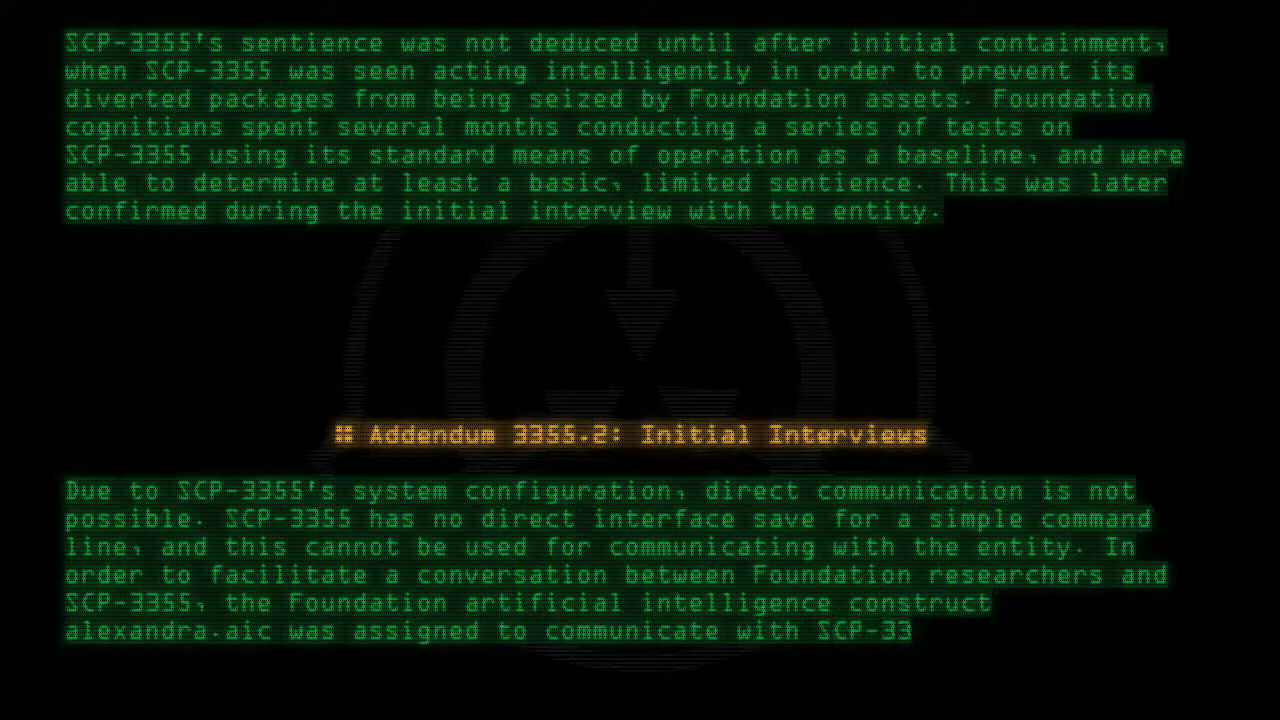 SCP-3355's sentience was not deduced until after initial containment,
when SCP-3355 was seen acting intelligently in order to prevent its
diverted packages from being seized by Foundation assets. Foundation
cognitians spent several months conducting a series of tests on
SCP-3355 using its standard means of operation as a baseline, and were
able to determine at least a basic, limited sentience. This was later
confirmed during the initial interview with the entity.
# Addendum 3355.2: Initial Interviews
Due to SCP-3355's system configuration, direct communication is not
possible. SCP-3355 has no direct interface save for a simple command
line, and this cannot be used for communicating with the entity. In
order to facilitate a conversation between Foundation researchers and
SCP-3355, the Foundation artificial intelligence construct
alexandra.aic was assigned to communicate with SCP-33